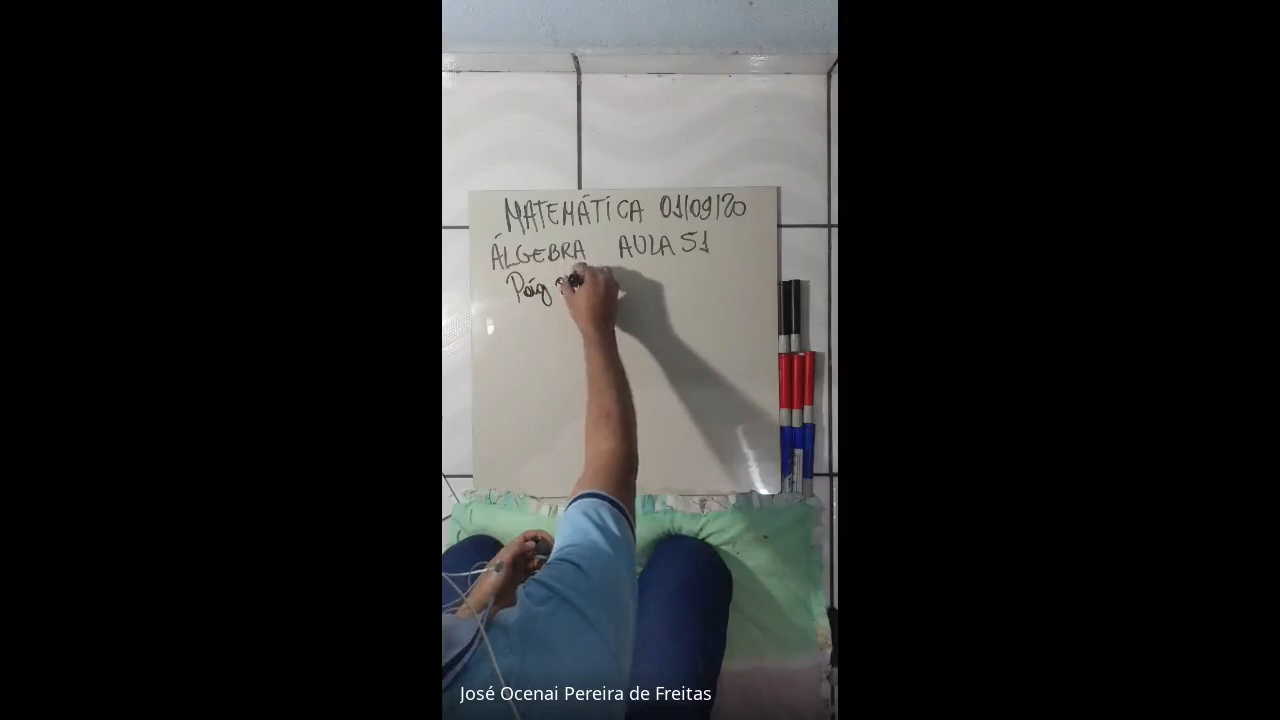 MATEMÁTICA 01/09/20
ÁLGEBRA AULA 51
Pág
José Ocenai Pereira de Freitas